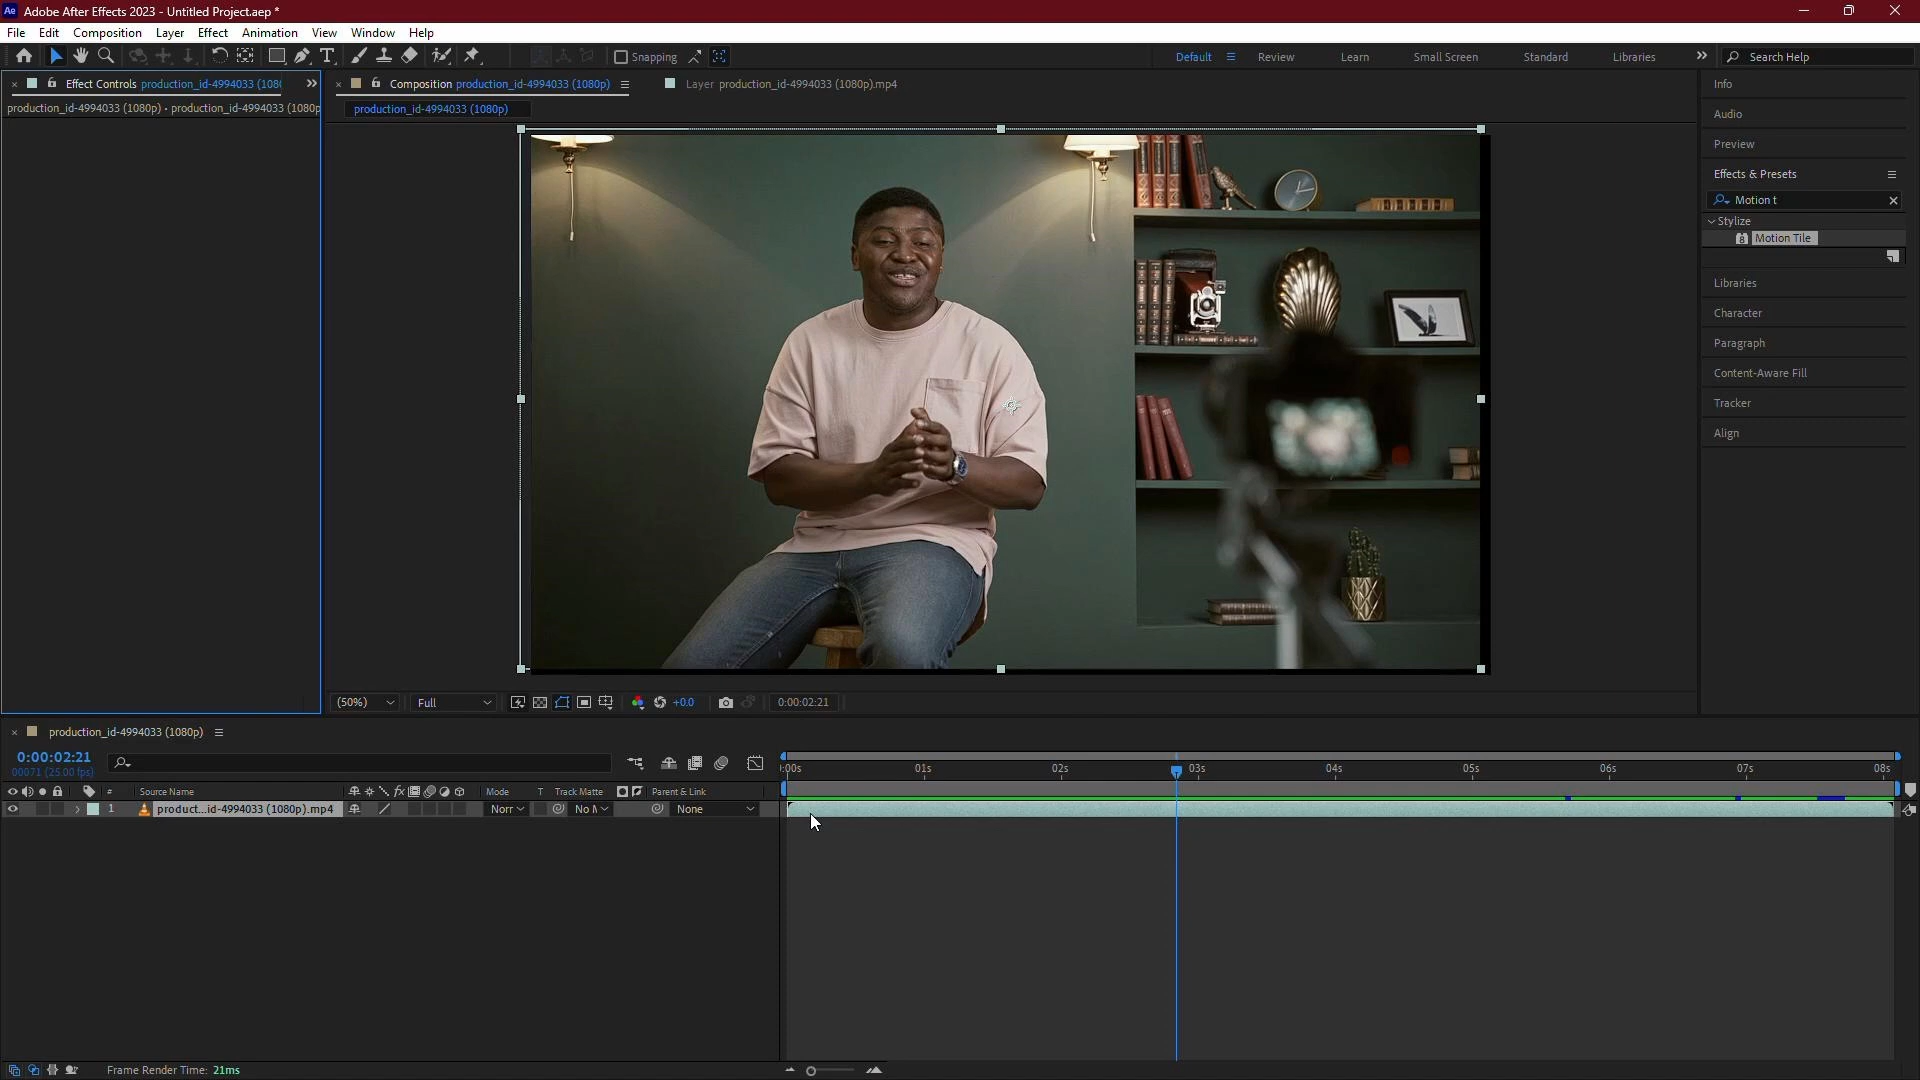 Ae Adobe After Effects 2023 - Untitled Project.aep *
File Edit Composition Layer Effect Animation View Window Help
Snapping Default Review Learn Small Screen Standard Libraries Search Help
Effect Controls production_id-4994033 (108
Composition production_id-4994033 (1080p)
Layer production_id-4994033 (1080p).mp4
production_id-4994033 (1080p) • production_id-4994033 (1080p
production_id-4994033 (1080p)
Info
Audio
Preview
Effects & Presets
Motion t
Stylize
8 Motion Tile
Libraries
Character
Paragraph
Content-Aware Fill
Tracker
Align
(50%) Full +0.0 0:00:02:21
production_id-4994033 (1080p)
0:00:02:21
00071 (25.00 fps)
:00s 01s 02s 03s 04s 05s 06s 07s 08s
# Source Name fx Mode T Track Matte Parent & Link
1 product...id-4994033 (1080p).mp4 Norr No M None
Frame Render Time: 21ms